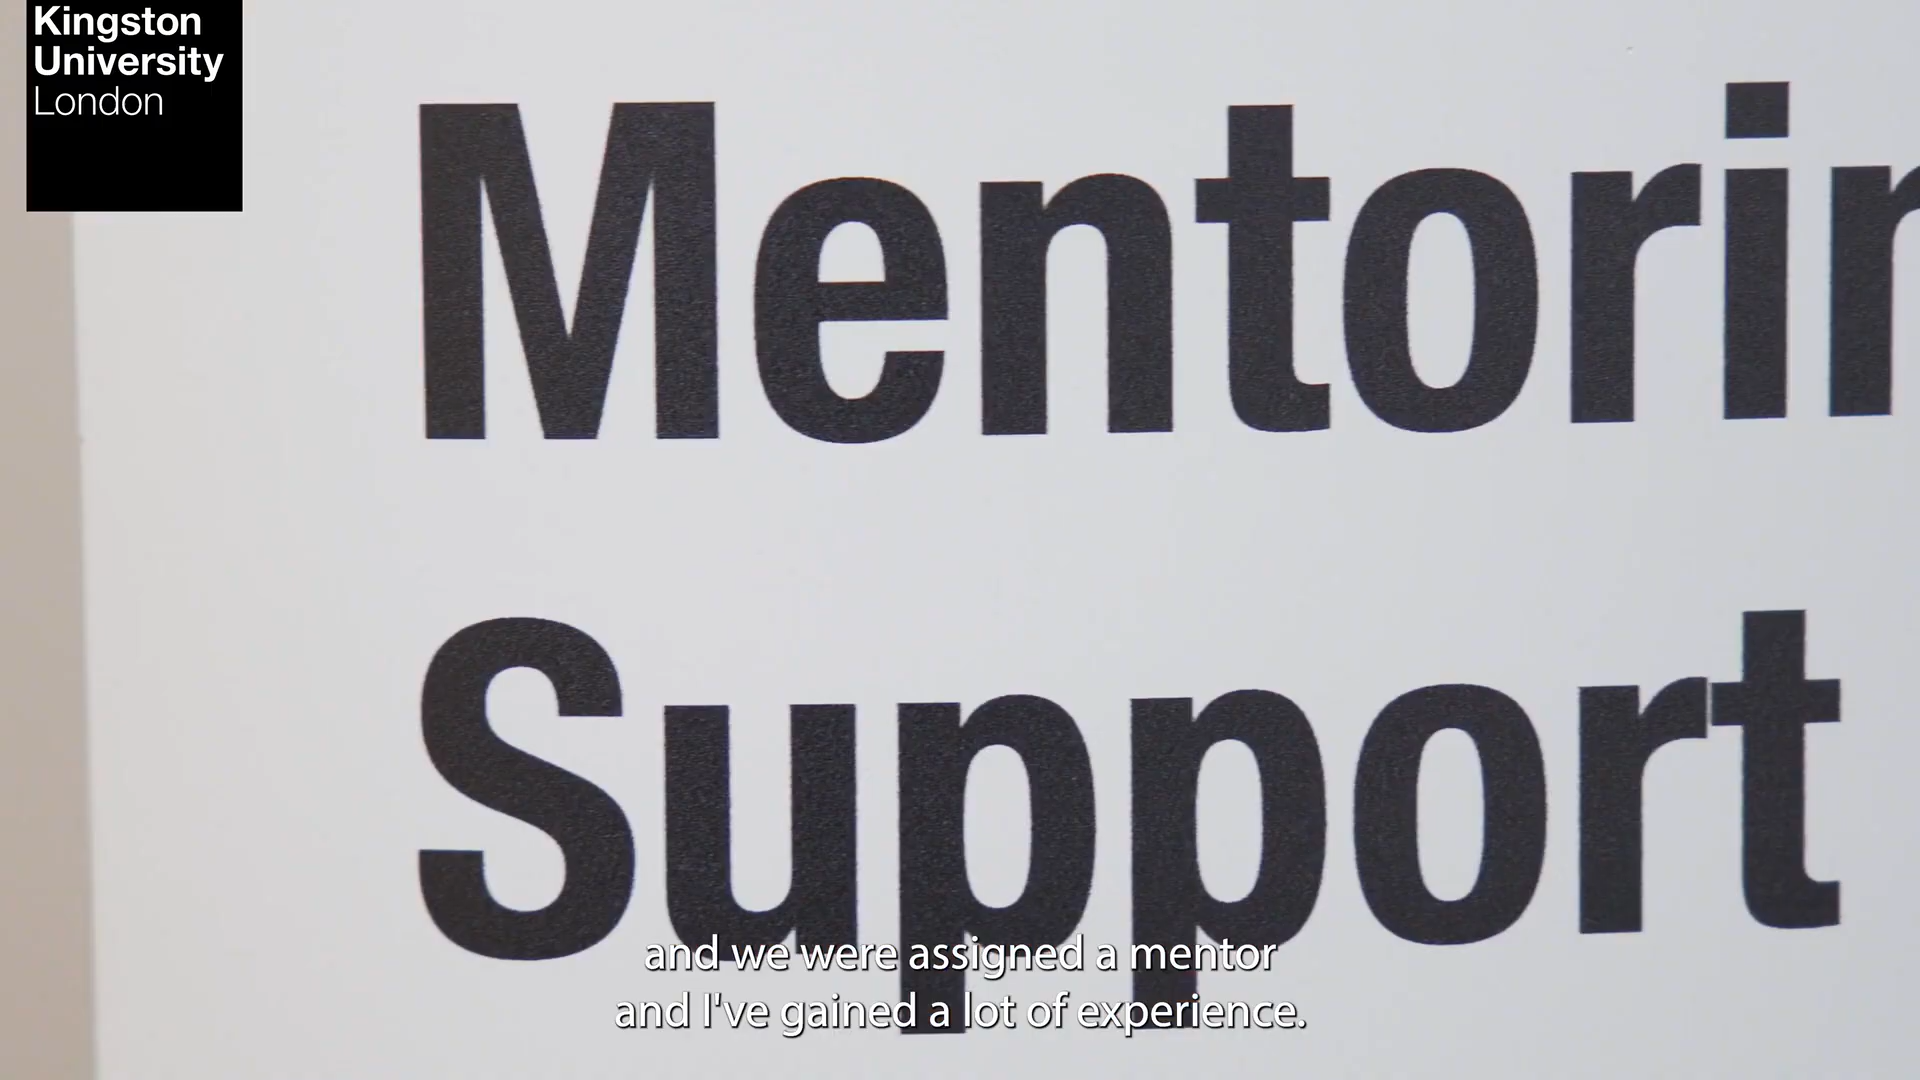 Kingston
University
London
Mentorin
Support
and we were assigned a mentor
and I've gained a lot of experience.